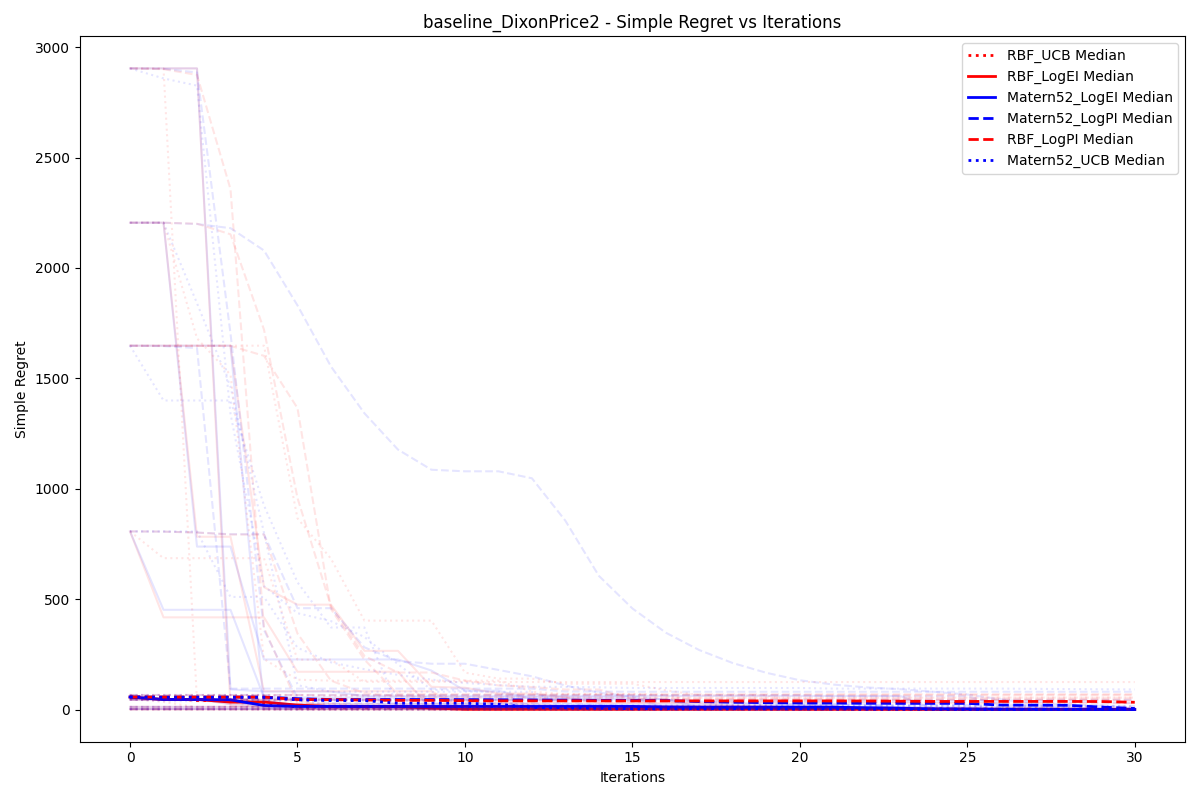 baseline_DixonPrice2 - Simple Regret vs Iterations
3000
2500
2000
1500
1000
500
0
Simple Regret
RBF_UCB Median
RBF_LogEI Median
Matern52_LogEI Median
Matern52_LogPI Median
RBF_LogPI Median
Matern52_UCB Median
0
5
10
15
20
25
30
Iterations